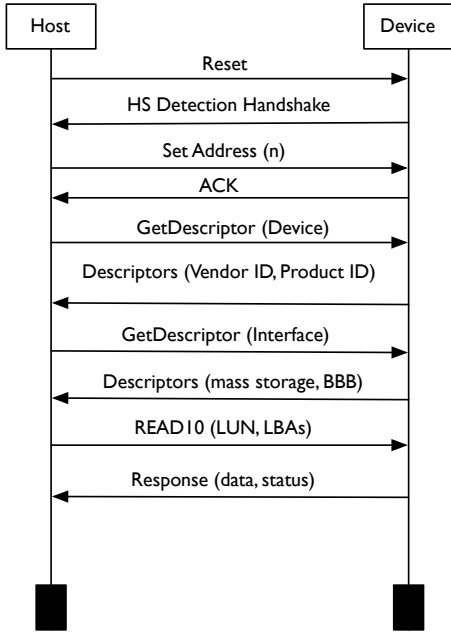 Host
Device
Reset
HS Detection Handshake
Set Address (n)
ACK
GetDescriptor (Device)
Descriptors (Vendor ID, Product ID)
GetDescriptor (Interface)
Descriptors (mass storage, BBB)
READ10 (LUN, LBAs)
Response (data, status)